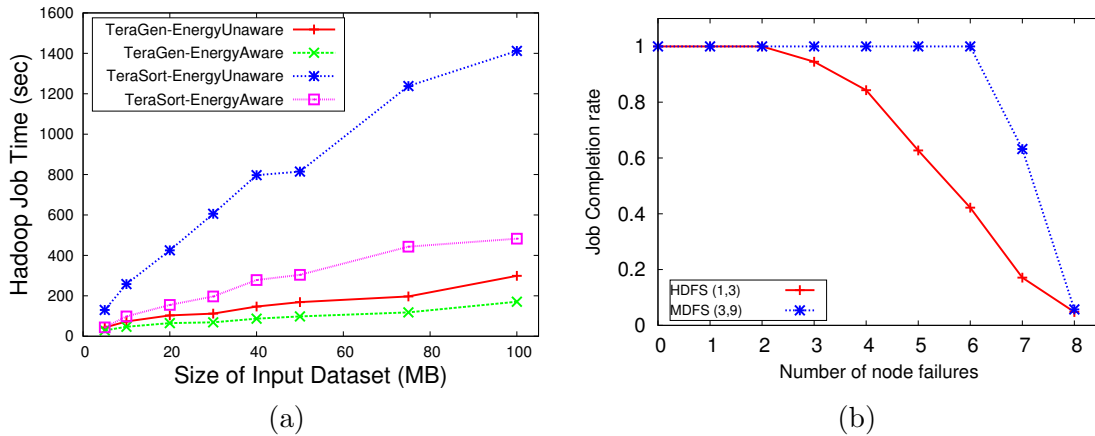 Hadoop Job Time (sec)
1600
1400
1200
1000
800
600
400
200
0
TeraGen-EnergyUnaware
TeraGen-EnergyAware
TeraSort-EnergyUnaware
TeraSort-EnergyAware
0 20 40 60 80 100
Size of Input Dataset (MB)
(a)
Job Completion rate
1
0.8
0.6
0.4
0.2
0
HDFS (1,3)
MDFS (3,9)
0 1 2 3 4 5 6 7 8
Number of node failures
(b)